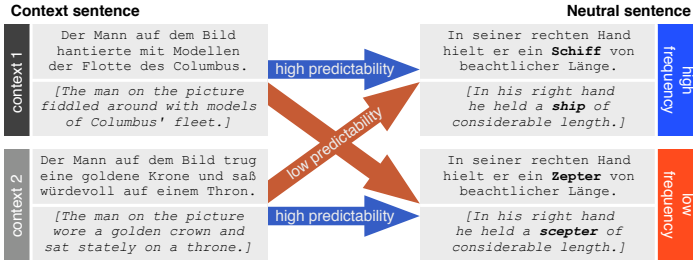 Context sentence
Neutral sentence
context 1
Der Mann auf dem Bild
hantierte mit Modellen
der Flotte des Columbus.
[The man on the picture
fiddled around with models
of Columbus' fleet.]
high predictability
low predictability
In seiner rechten Hand
hielt er ein Schiff von
beachtlicher Länge.
[In his right hand
he held a ship of
considerable length.]
high
frequency
context 2
Der Mann auf dem Bild trug
eine goldene Krone und saß
würdevoll auf einem Thron.
[The man on the picture
wore a golden crown and
sat stately on a throne.]
high predictability
In seiner rechten Hand
hielt er ein Zepter von
beachtlicher Länge.
[In his right hand
he held a scepter of
considerable length.]
low
frequency